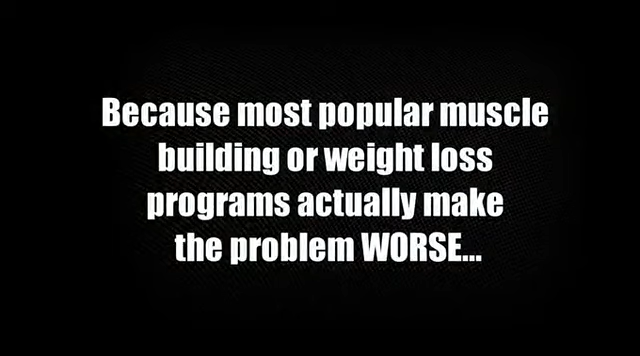 Because most popular muscle
building or weight loss
programs actually make
the problem WORSE...